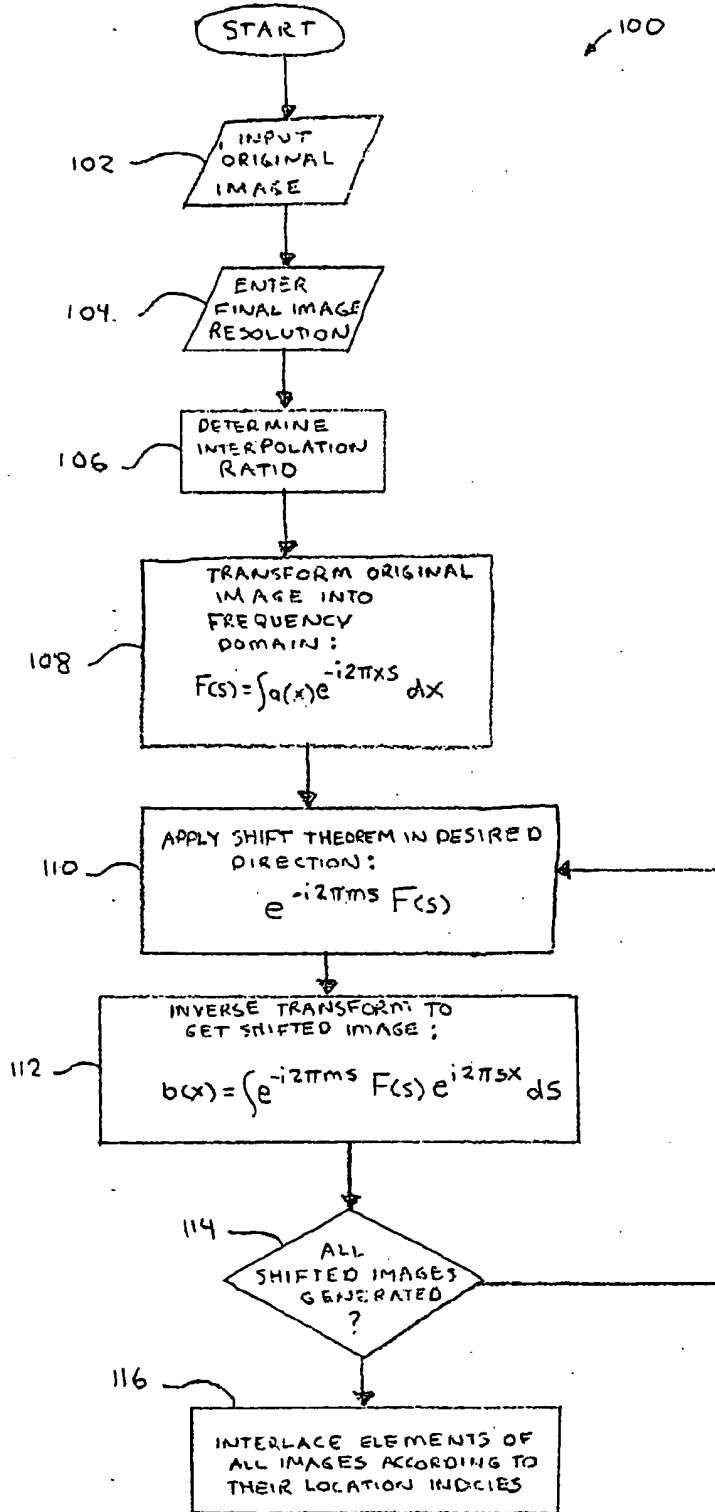 START
100
102
INPUT
ORIGINAL
IMAGE
104
ENTER
FINAL IMAGE
RESOLUTION
106
DETERMINE
INTERPOLATION
RATIO
TRANSFORM ORIGINAL
IMAGE INTO
FREQUENCY
DOMAIN:
108
F(s) = ∫a(x)e^{-i2πxs} dx
APPLY SHIFT THEOREM IN DESIRED
DIRECTION:
110
e^{-i2πms} F(s)
INVERSE TRANSFORM TO
GET SHIFTED IMAGE:
112
b(x) = ∫e^{-i2πms} F(s) e^{i2πsx} ds
114
ALL
SHIFTED IMAGES
GENERATED
?
116
INTERLACE ELEMENTS OF
ALL IMAGES ACCORDING TO
THEIR LOCATION INDICIES